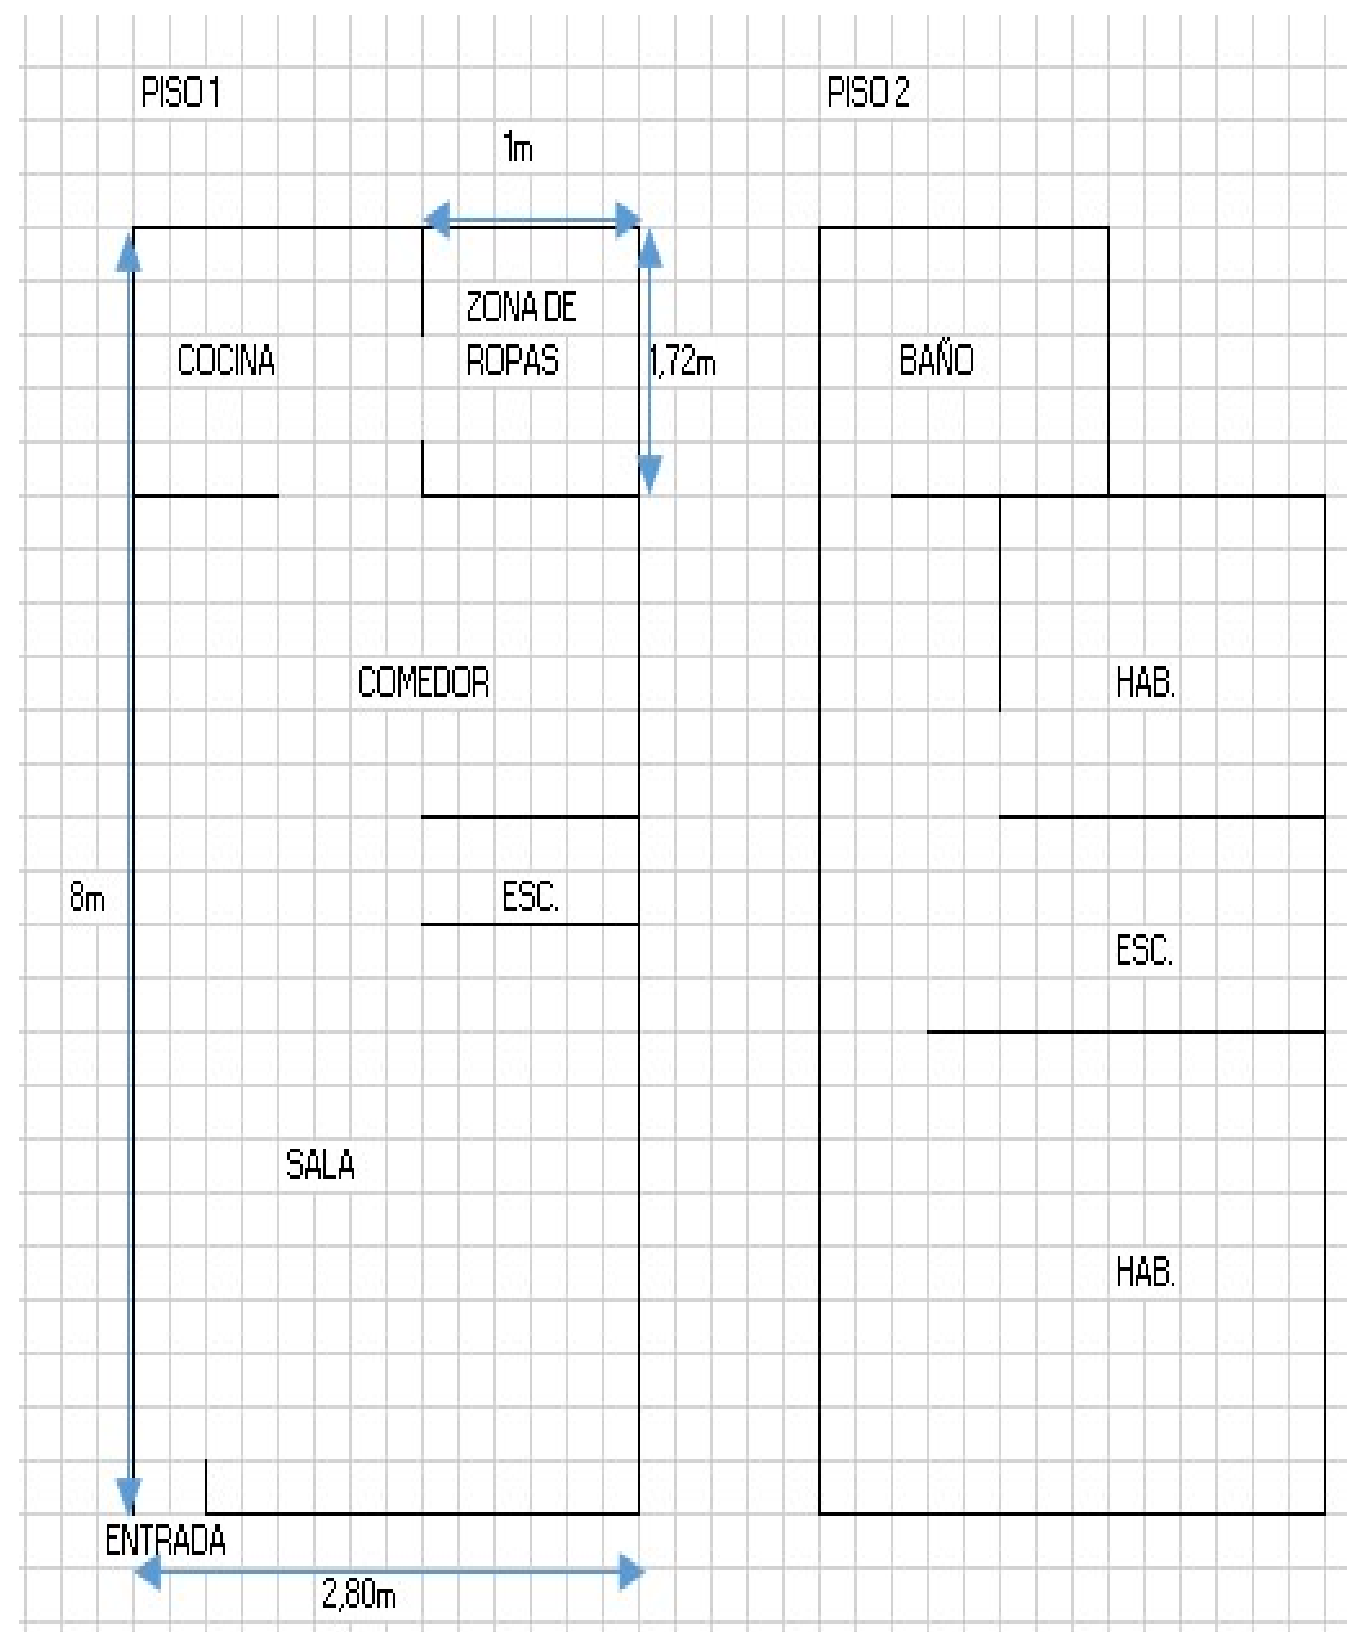 PISO 1
PISO 2
1m
ZONA DE
ROPAS
COCINA
1,72m
BAÑO
COMEDOR
HAB.
8m
ESC.
ESC.
SALA
HAB.
ENTRADA
2,80m